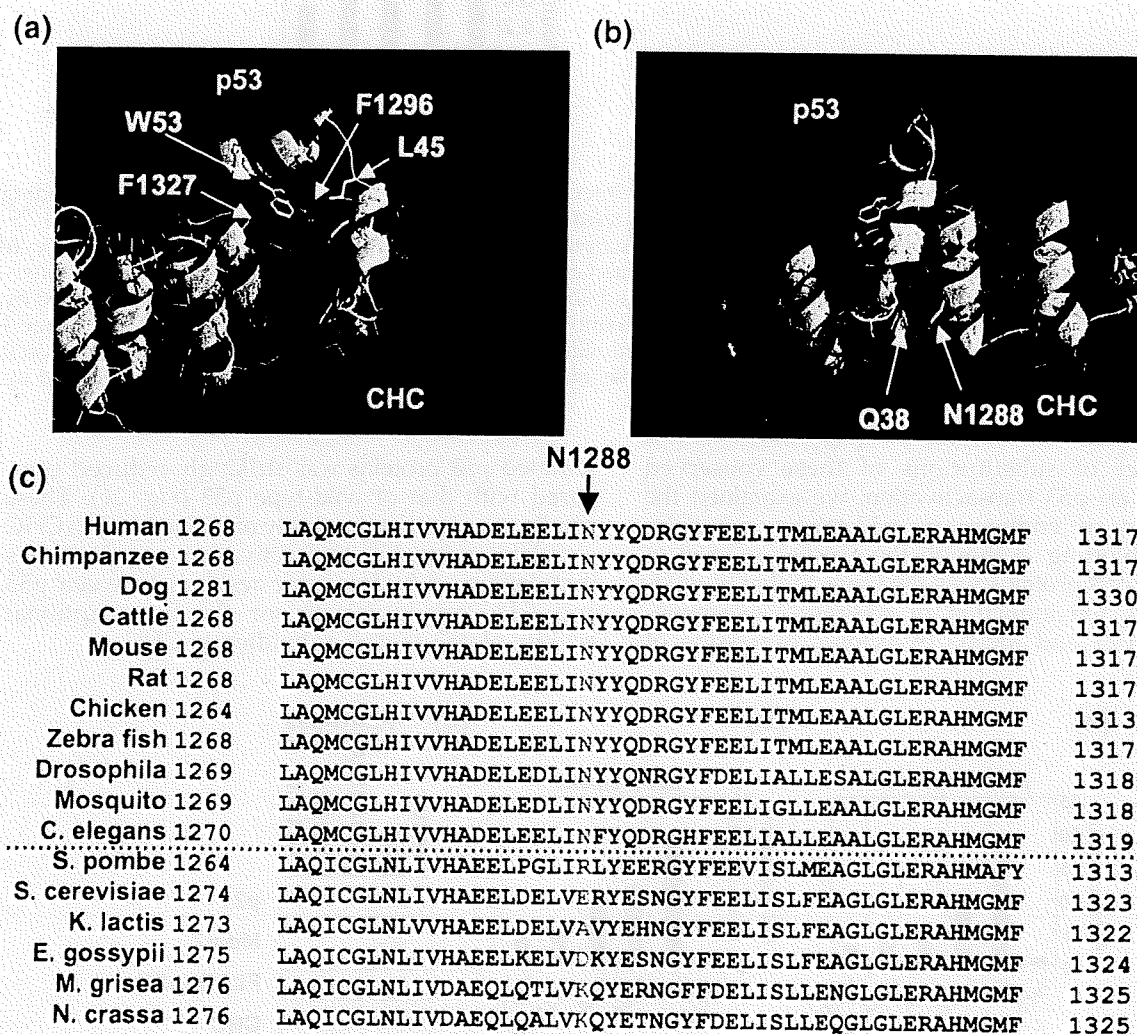 (a)
p53
W53
F1296
L45
F1327
CHC
(b)
p53
Q38
N1288
CHC
(c)
N1288
Human 1268 LAQMCGLHIVVHADELEELINYYQDRGYFEELITMLEAALGLERAHMGMF 1317
Chimpanzee 1268 LAQMCGLHIVVHADELEELINYYQDRGYFEELITMLEAALGLERAHMGMF 1317
Dog 1281 LAQMCGLHIVVHADELEELINYYQDRGYFEELITMLEAALGLERAHMGMF 1330
Cattle 1268 LAQMCGLHIVVHADELEELINYYQDRGYFEELITMLEAALGLERAHMGMF 1317
Mouse 1268 LAQMCGLHIVVHADELEELINYYQDRGYFEELITMLEAALGLERAHMGMF 1317
Rat 1268 LAQMCGLHIVVHADELEELINYYQDRGYFEELITMLEAALGLERAHMGMF 1317
Chicken 1264 LAQMCGLHIVVHADELEELINYYQDRGYFEELITMLEAALGLERAHMGMF 1313
Zebra fish 1268 LAQMCGLHIVVHADELEELINYYQDRGYFEELITMLEAALGLERAHMGMF 1317
Drosophila 1269 LAQMCGLHIVVHADELEDLINYYQNRGYFDELIALLESALGLERAHMGMF 1318
Mosquito 1269 LAQMCGLHIVVHADELEDLINYYQDRGYFEELIGLLEAALGLERAHMGMF 1318
C. elegans 1270 LAQMCGLHIVVHADELEELINFYQDRGHFEELIALLEAALGLERAHMGMF 1319
S. pombe 1264 LAQICGLNLIVHAEELPGLIRLYEERGYFEEVISLMEAGLGLERAHMAFY 1313
S. cerevisiae 1274 LAQICGLNLIVHAEELDELVERYESNGYFEELISLFEAGLGLERAHMGMF 1323
K. lactis 1273 LAQICGLNLVVHAEELDELVAVYEHNGYFEELISLFEAGLGLERAHMGMF 1322
E. gossypii 1275 LAQICGLNLIVHAEELKELVDKYESNGYFEELISLFEAGLGLERAHMGMF 1324
M. grisea 1276 LAQICGLNLIVDAEQLQTLVKQYERNGFFDELISLLENGLGLERAHMGMF 1325
N. crassa 1276 LAQICGLNLIVDAEQLQALVKQYETNGYFDELISLLEQGLGLERAHMGMF 1325